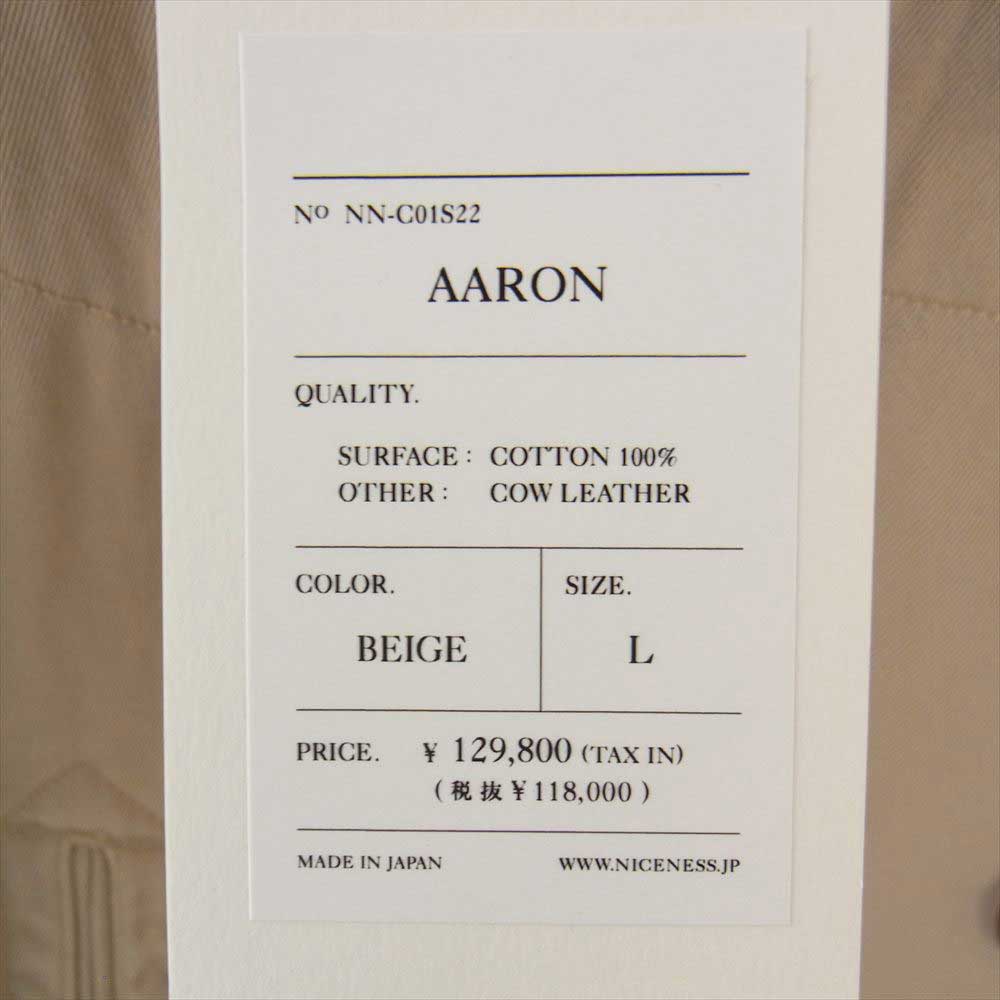 Nº NN-C01S22
AARON
QUALITY.
SURFACE : COTTON 100%
OTHER : COW LEATHER
COLOR.
BEIGE
SIZE.
L
PRICE. ¥ 129,800 (TAX IN)
( 税抜 ¥118,000 )
MADE IN JAPAN
WWW.NICENESS.JP